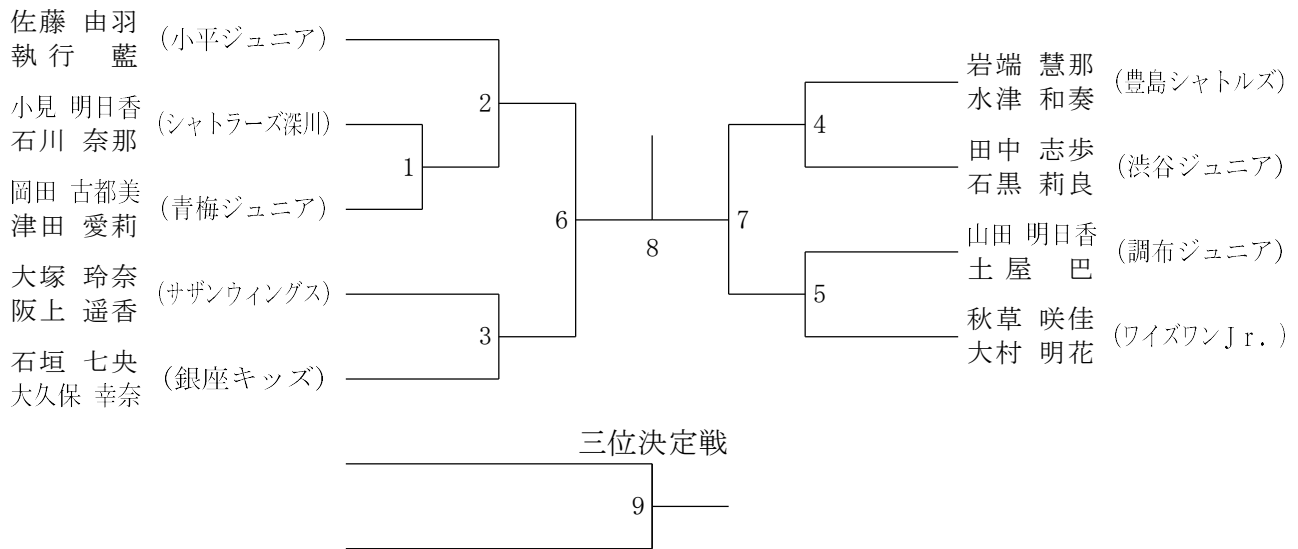 佐藤 由羽
執行 藍
(小平ジュニア)
小見 明日香
石川 奈那
(シャトラーズ深川)
岡田 古都美
津田 愛莉
(青梅ジュニア)
大塚 玲奈
阪上 遥香
(サザンウィングス)
石垣 七央
大久保 幸奈
(銀座キッズ)
1
2
3
6
8
7
4
5
岩端 慧那
水津 和奏
(豊島シャトルズ)
田中 志歩
石黒 莉良
(渋谷ジュニア)
山田 明日香
土屋 巴
(調布ジュニア)
秋草 咲佳
大村 明花
(ワイズワンJr.)
三位決定戦
9